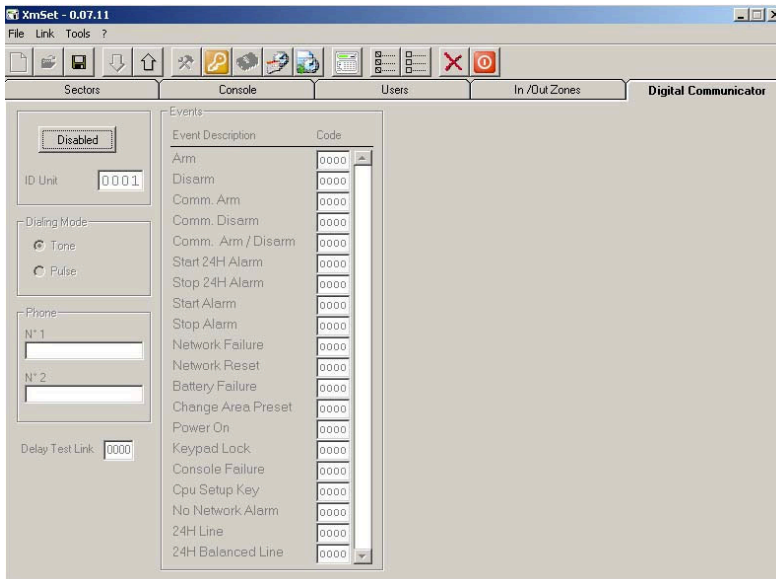 XmSet - 0.07.11
File Link Tools ?
Sectors Console Users In /Out Zones Digital Communicator
Disabled
ID Unit 0001
Dialing Mode
Tone
Pulse
Phone
N° 1
N° 2
Delay Test Link 0000
Events
Event Description Code
Arm 0000
Disarm 0000
Comm. Arm 0000
Comm. Disarm 0000
Comm. Arm / Disarm 0000
Start 24H Alarm 0000
Stop 24H Alarm 0000
Start Alarm 0000
Stop Alarm 0000
Network Failure 0000
Network Reset 0000
Battery Failure 0000
Change Area Preset 0000
Power On 0000
Keypad Lock 0000
Console Failure 0000
Cpu Setup Key 0000
No Network Alarm 0000
24H Line 0000
24H Balanced Line 0000